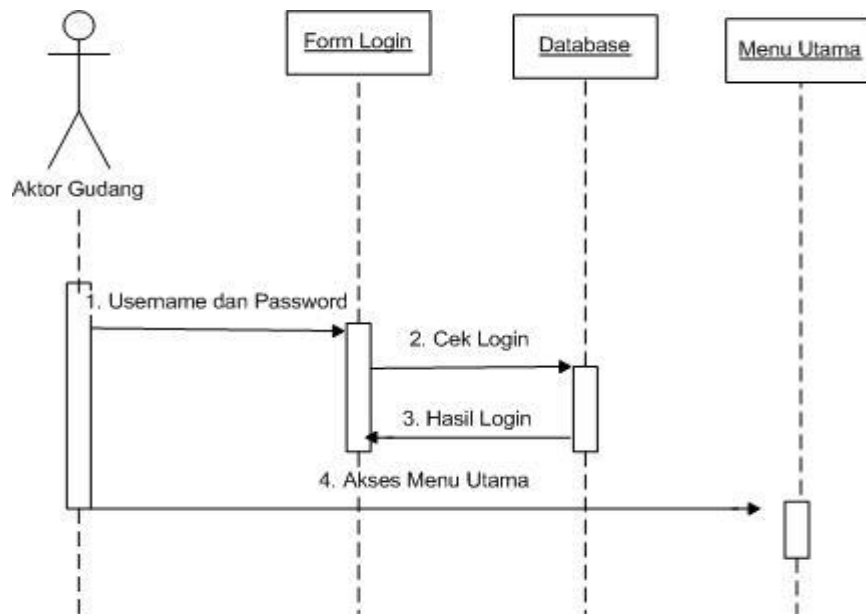 Form Login
Database
Menu Utama
Aktor Gudang
1. Username dan Password
2. Cek Login
3. Hasil Login
4. Akses Menu Utama